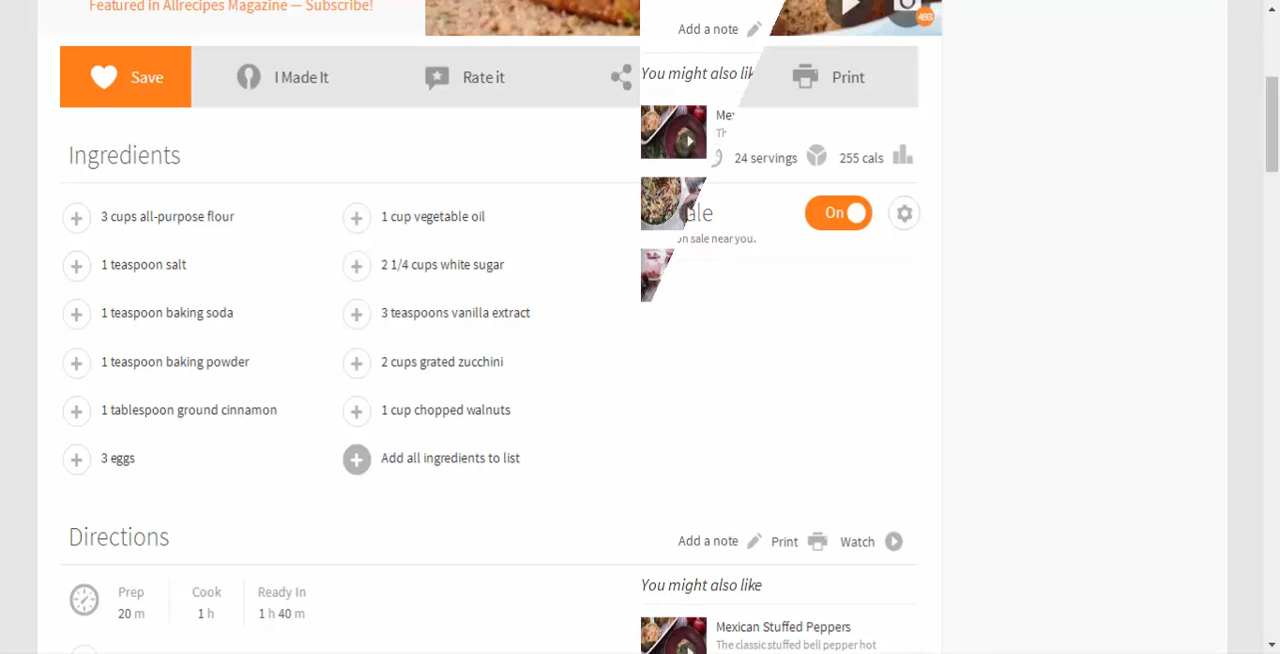 Featured in Allrecipes Magazine — Subscribe!
493
Add a note
Save
I Made It
Rate it
You might also
Print
Ingredients
24 servings
255 cals
3 cups all-purpose flour
1 cup vegetable oil
On
on sale near you.
1 teaspoon salt
2 1/4 cups white sugar
1 teaspoon baking soda
3 teaspoons vanilla extract
1 teaspoon baking powder
2 cups grated zucchini
1 tablespoon ground cinnamon
1 cup chopped walnuts
3 eggs
Add all ingredients to list
Directions
Add a note
Print
Watch
Prep
20 m
Cook
1 h
Ready In
1 h 40 m
You might also like
Mexican Stuffed Peppers
The classic stuffed bell pepper hot